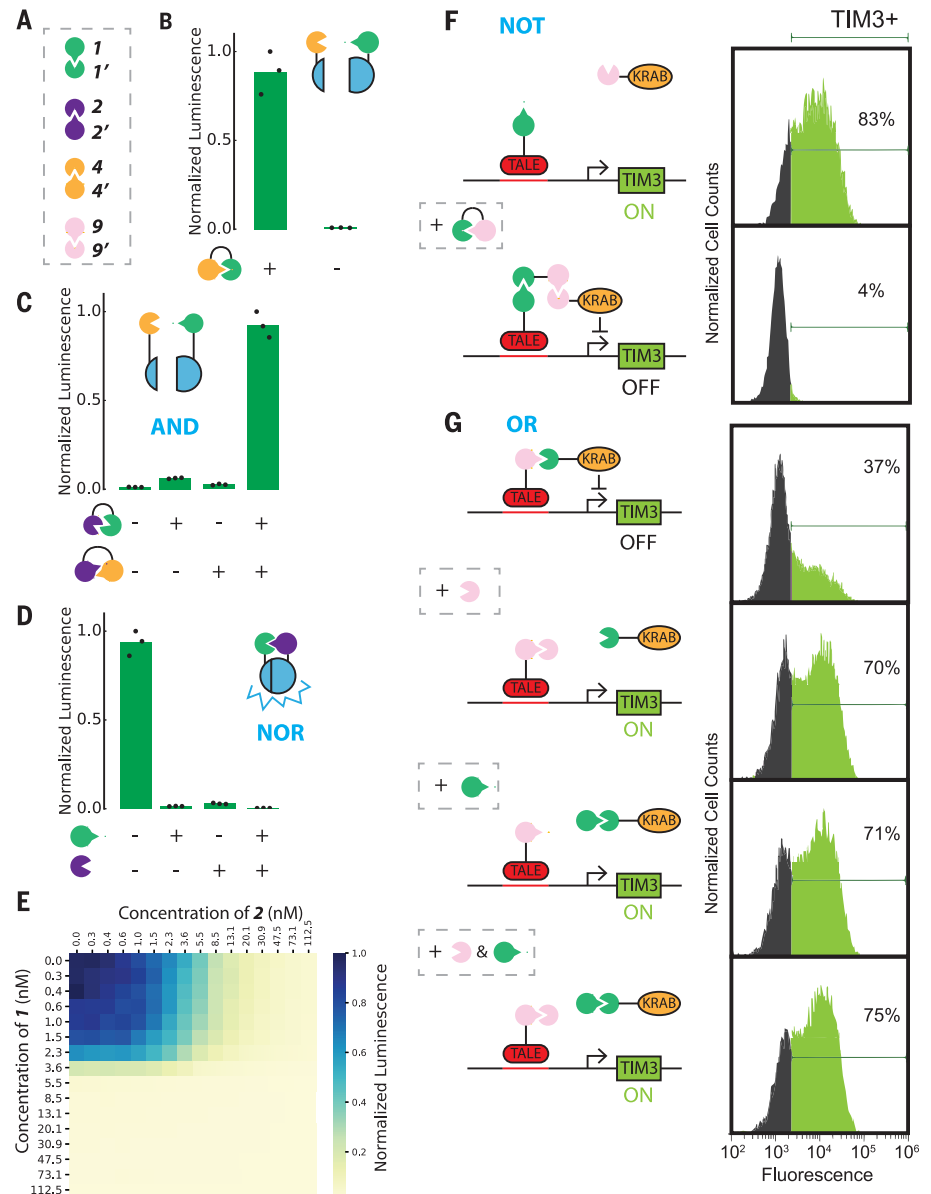 A
1
1′
2
2′
4
4′
9
9′
B
Normalized Luminescence
1.0
0.5
0.0
+ -
C
Normalized Luminescence
1.0
0.5
0.0
AND
- + - +
- - + +
D
Normalized Luminescence
1.0
0.5
0.0
NOR
- + - +
- - + +
E
Concentration of 2 (nM)
0.0 0.3 0.4 0.6 1.0 1.5 2.3 3.6 5.5 8.5 13.1 20.1 30.9 47.5 73.1 112.5
Concentration of 1 (nM)
0.0
0.3
0.4
0.6
1.0
1.5
2.3
3.6
5.5
8.5
13.1
20.1
30.9
47.5
73.1
112.5
1.0
0.8
0.6
0.4
0.2
Normalized Luminescence
F
NOT
KRAB
TALE
TIM3
ON
+
KRAB
TALE
TIM3
OFF
TIM3+
Normalized Cell Counts
83%
4%
G
OR
KRAB
TALE
TIM3
OFF
+
KRAB
TALE
TIM3
ON
+
KRAB
TALE
TIM3
ON
+ &
KRAB
TALE
TIM3
ON
Normalized Cell Counts
37%
70%
71%
75%
10² 10³ 10⁴ 10⁵ 10⁶
Fluorescence